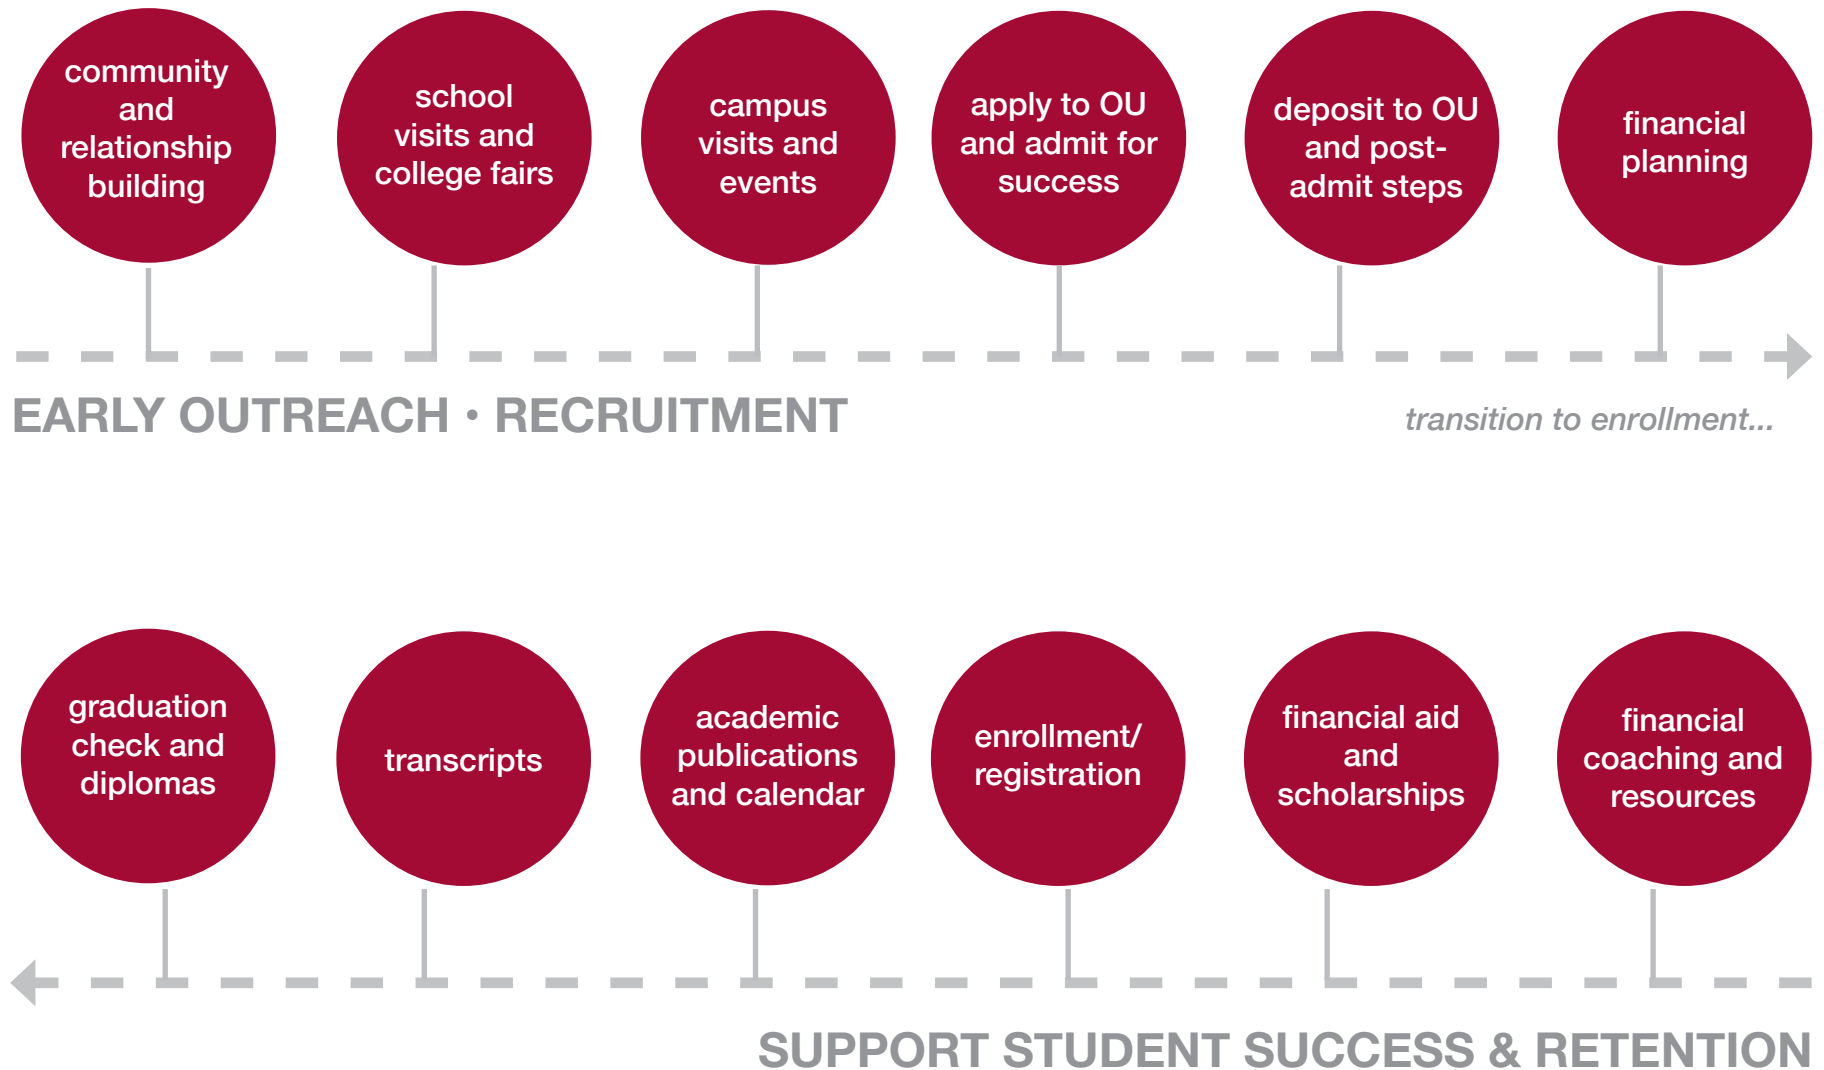 community
and
relationship
building
school
visits and
college fairs
campus
visits and
events
apply to OU
and admit for
success
deposit to OU
and post-
admit steps
financial
planning
EARLY OUTREACH • RECRUITMENT
transition to enrollment...
graduation
check and
diplomas
transcripts
academic
publications
and calendar
enrollment/
registration
financial aid
and
scholarships
financial
coaching and
resources
SUPPORT STUDENT SUCCESS & RETENTION